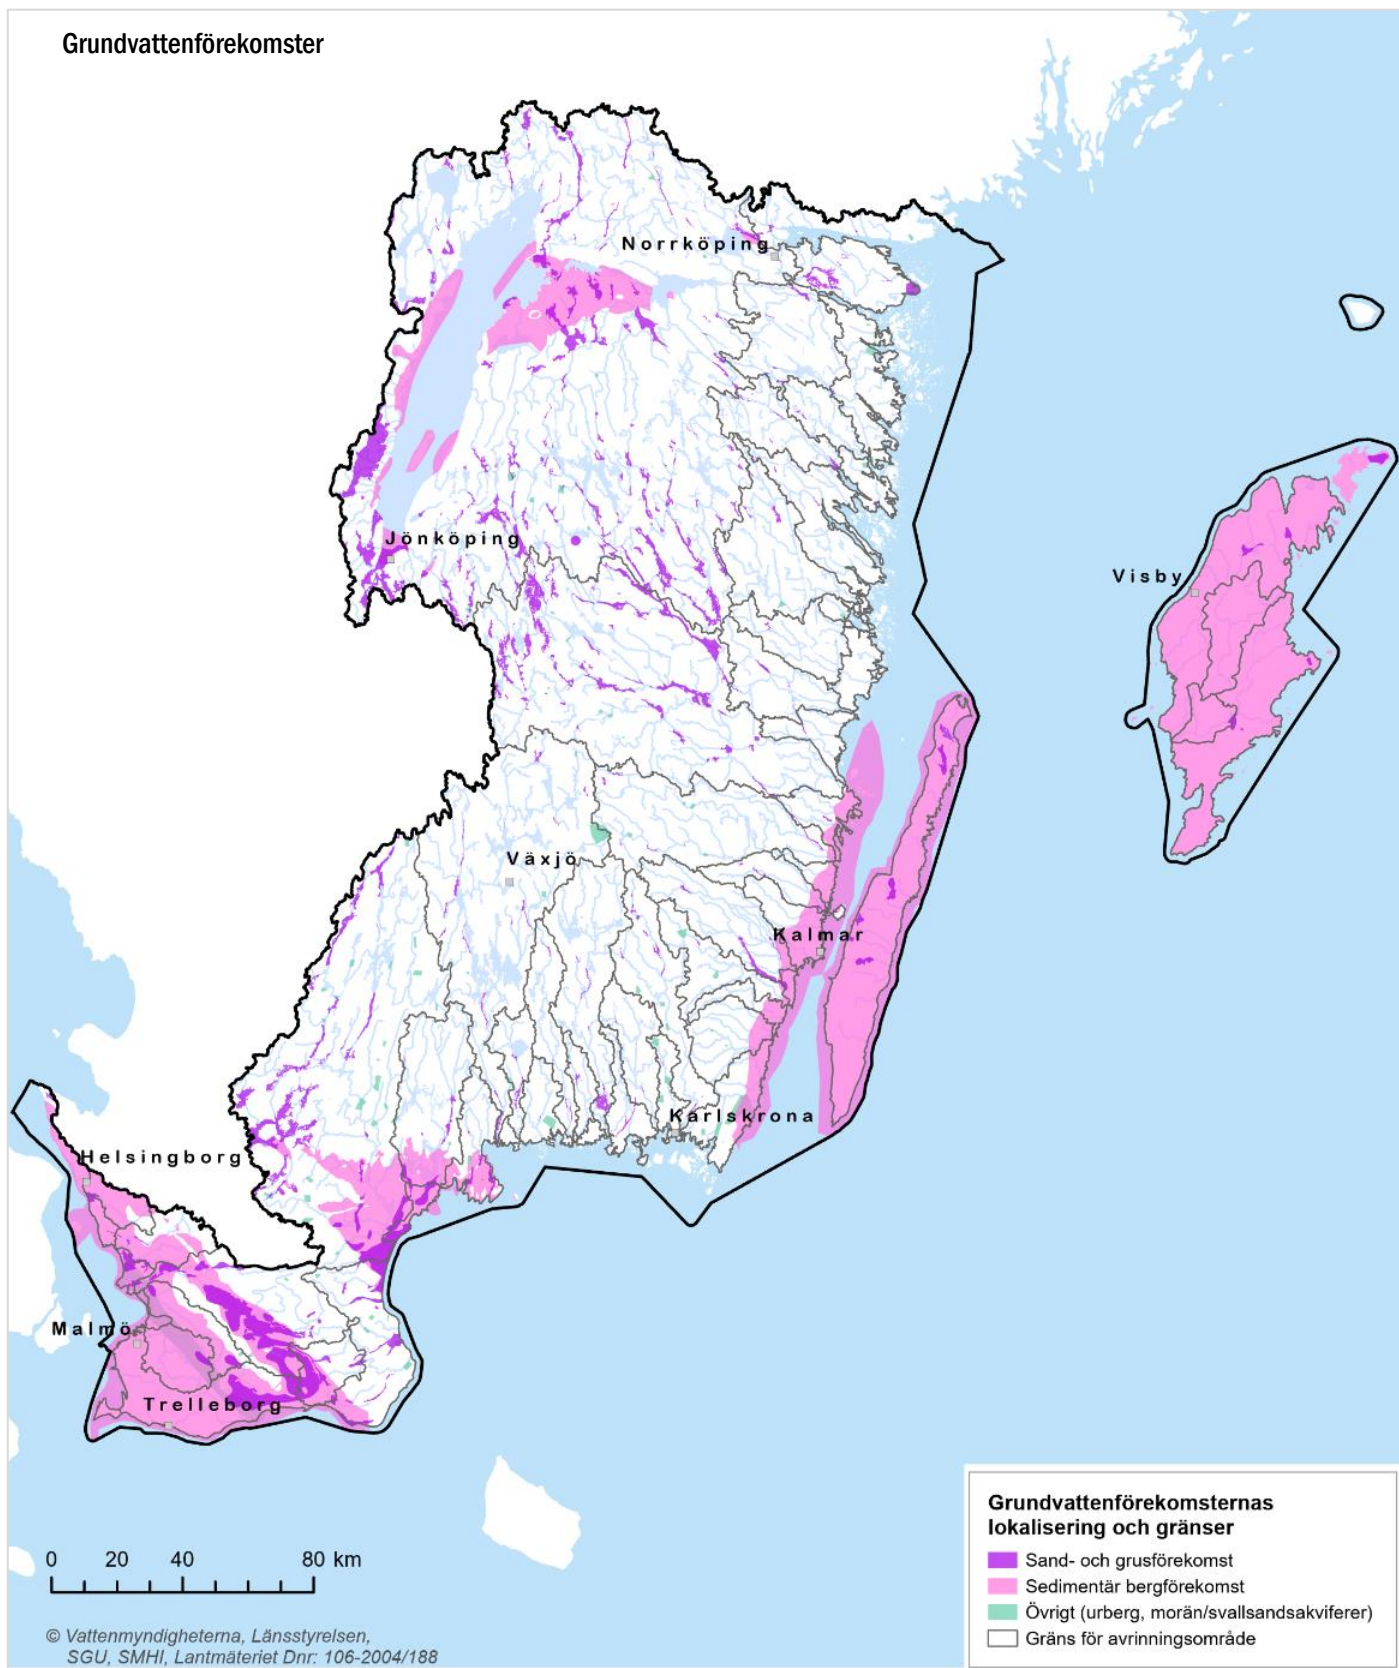 Grundvattenförekomster
Norrköping
Jönköping
Visby
Växjö
Kalmar
Karlskrona
Helsingborg
Malmö
Trelleborg
Grundvattenförekomsternas
lokalisering och gränser
Sand- och grusförekomst
Sedimentär bergförekomst
Övrigt (urberg, morän/svallsandsakviferer)
Gräns för avrinningsområde
0 20 40 80 km
© Vattenmyndigheterna, Länsstyrelsen,
SGU, SMHI, Lantmäteriet Dnr: 106-2004/188